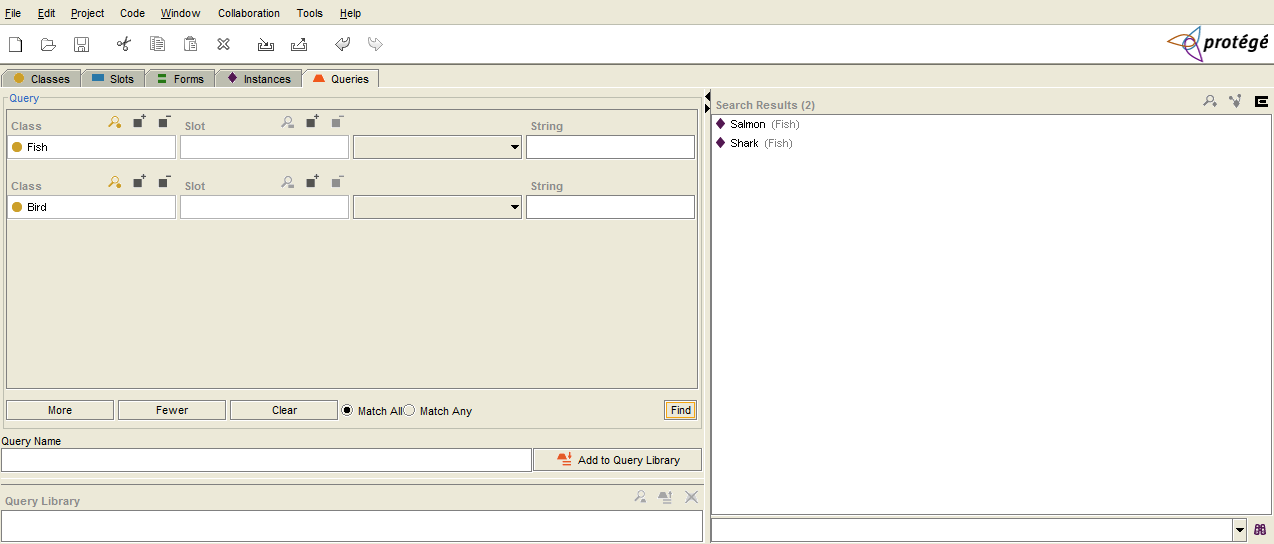 File Edit Project Code Window Collaboration Tools Help
protégé
Classes Slots Forms Instances Queries
Query
Class Slot String
Fish
Class Slot String
Bird
More Fewer Clear Match All Match Any Find
Query Name
Add to Query Library
Query Library
Search Results (2)
Salmon (Fish)
Shark (Fish)